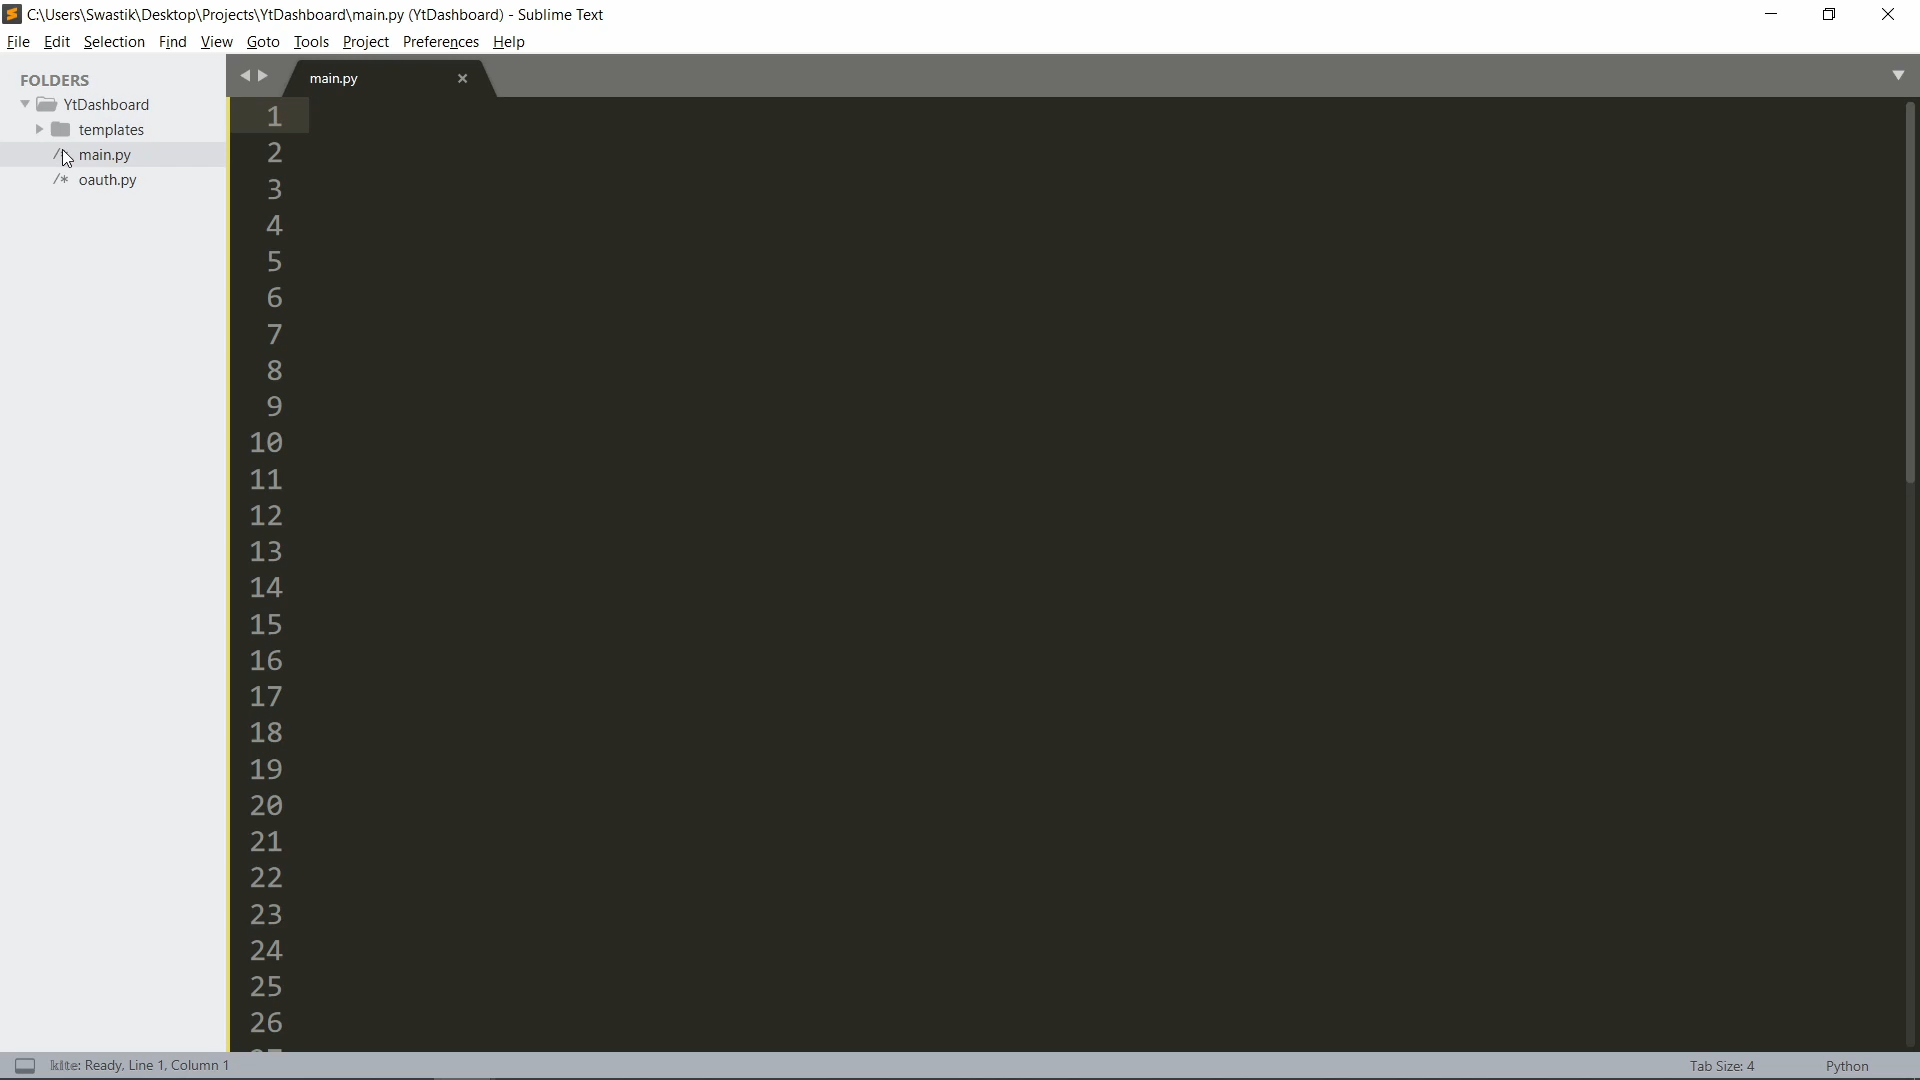 C:\Users\Swastik\Desktop\Projects\YtDashboard\main.py (YtDashboard) - Sublime Text
File Edit Selection Find View Goto Tools Project Preferences Help
FOLDERS
YtDashboard
templates
/* main.py
/* oauth.py
main.py
1
2
3
4
5
6
7
8
9
10
11
12
13
14
15
16
17
18
19
20
21
22
23
24
25
26
kite: Ready, Line 1, Column 1
Tab Size: 4
Python